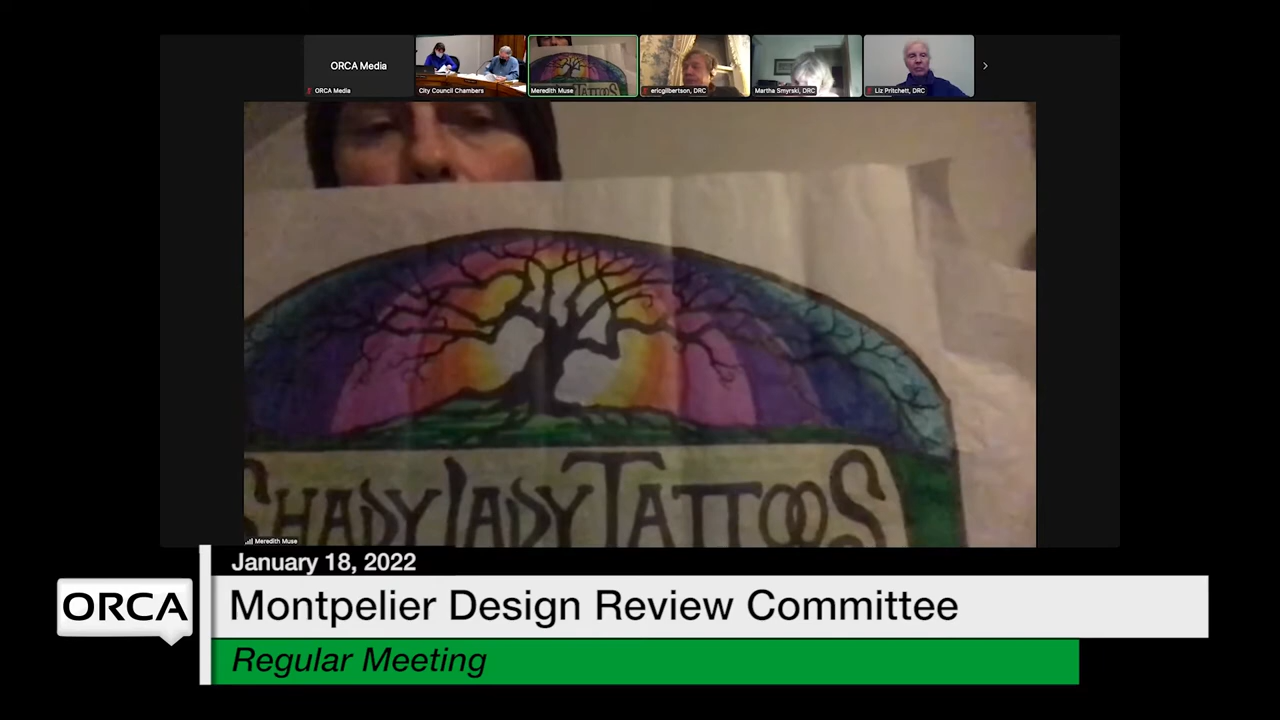 ORCA Media
ORCA Media
City Council Chambers
Meredith Muse
ericgilbertson, DRC
Martha Smyrski, DRC
Liz Pritchett, DRC
TATTOOS
SHADY LADY TATTOOS
Meredith Muse
January 18, 2022
ORCA
Montpelier Design Review Committee
Regular Meeting